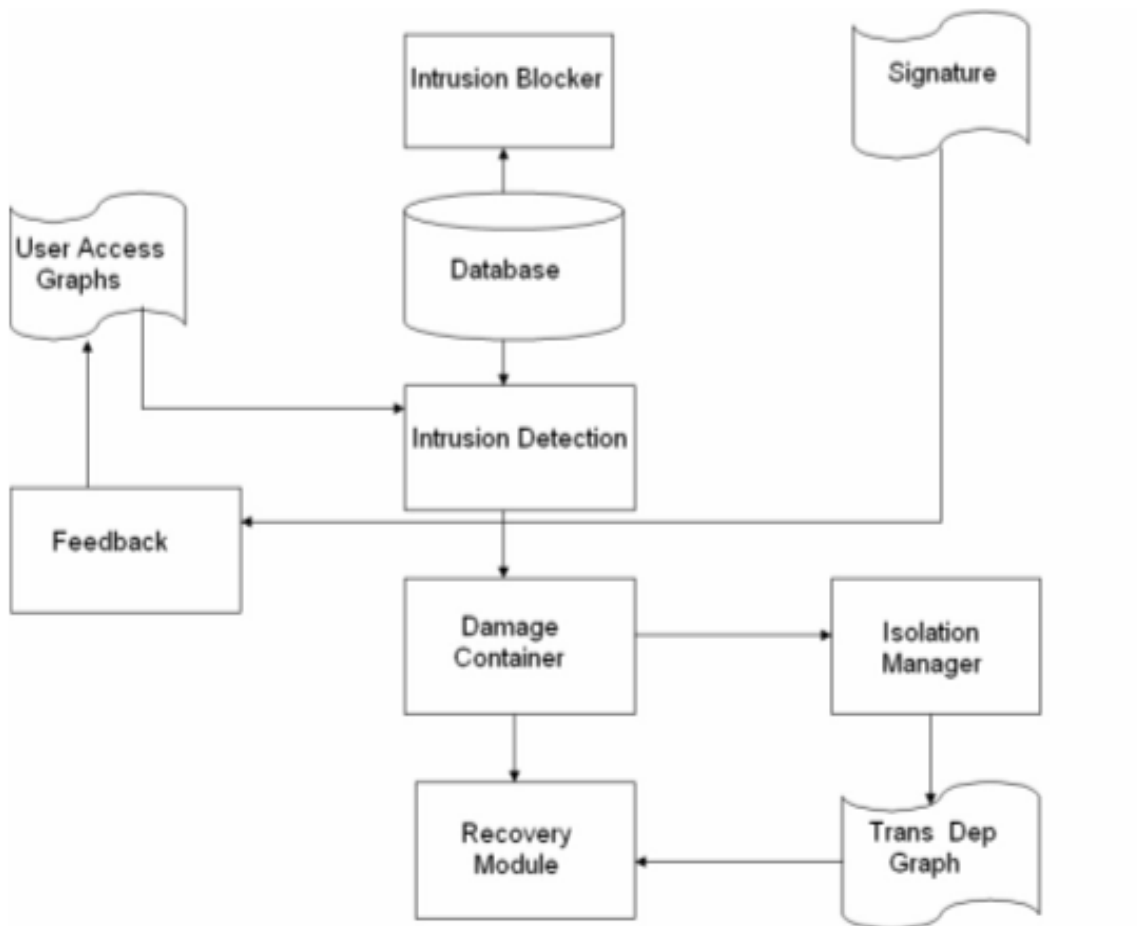 Intrusion Blocker
Signature
User Access
Graphs
Database
Intrusion Detection
Feedback
Damage
Container
Isolation
Manager
Recovery
Module
Trans Dep
Graph